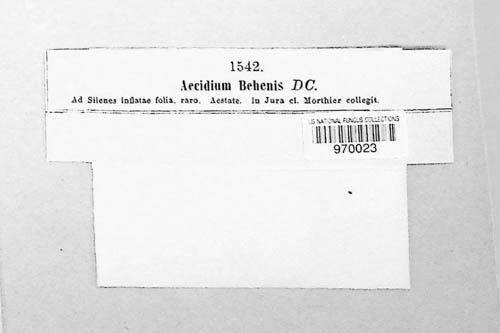 1542.
Aecidium Behenis DC.
Ad Silenes inflatae folia. raro. Aestate. In Jura cl. Morthier collegit.
US NATIONAL FUNGUS COLLECTIONS
970023